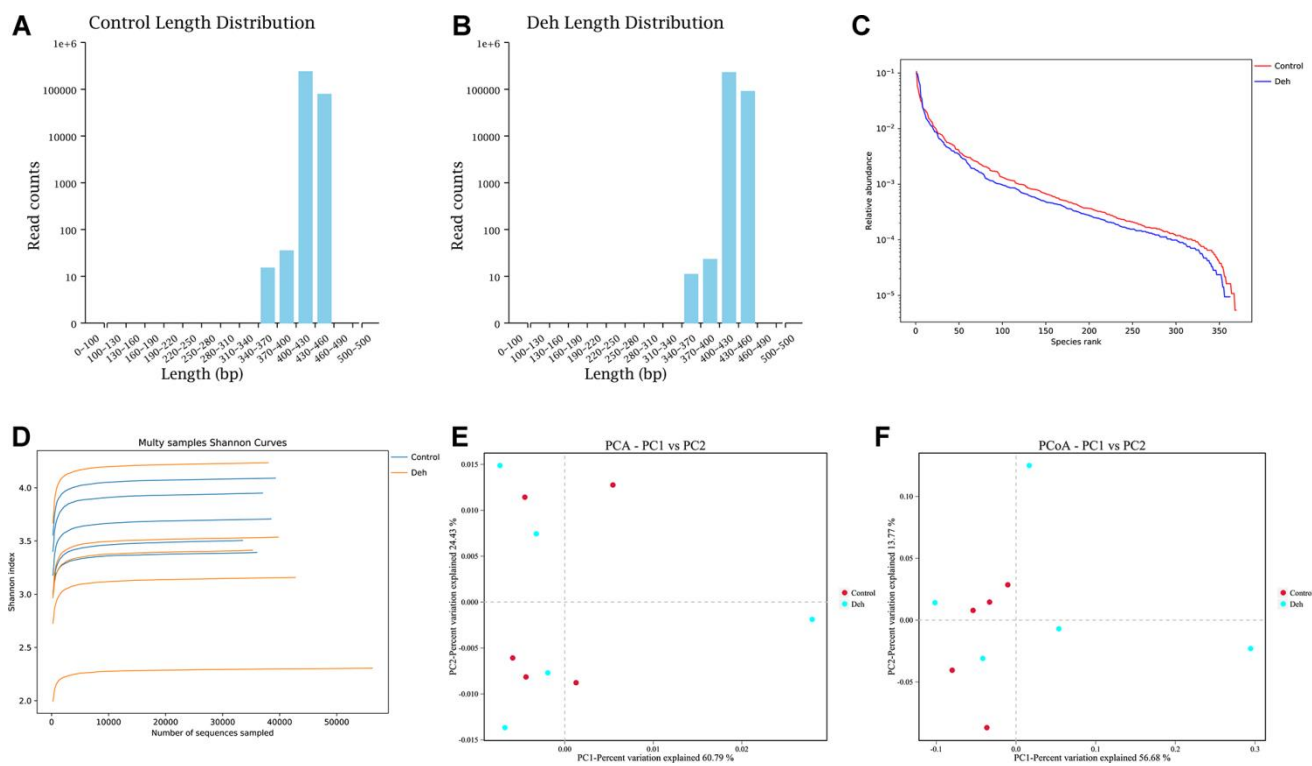 A
Control Length Distribution
1e+6
100000
10000
1000
100
10
0
Read counts
0-100
100-130
130-160
160-190
190-220
220-250
250-280
280-310
310-340
340-370
370-400
400-430
430-460
460-490
500-500
Length (bp)
B
Deh Length Distribution
1e+6
100000
10000
1000
100
10
0
Read counts
0-100
100-130
130-160
160-190
190-220
220-250
250-280
280-310
310-340
340-370
370-400
400-430
430-460
460-490
500-500
Length (bp)
C
Control
Deh
10⁻¹
10⁻²
10⁻³
10⁻⁴
10⁻⁵
Relative abundance
0 50 100 150 200 250 300 350
Species rank
D
Multy samples Shannon Curves
Control
Deh
4.0
3.5
3.0
2.5
2.0
Shannon index
0 10000 20000 30000 40000 50000
Number of sequences sampled
E
PCA - PC1 vs PC2
0.015
0.010
0.005
0.000
-0.005
-0.010
-0.015
PC2-Percent variation explained 24.43 %
Control
Deh
0.00 0.01 0.02
PC1-Percent variation explained 60.79 %
F
PCoA - PC1 vs PC2
0.10
0.05
0.00
-0.05
PC2-Percent variation explained 13.77 %
Contro
Deh
-0.1 0.0 0.1 0.2 0.3
PC1-Percent variation explained 56.68 %